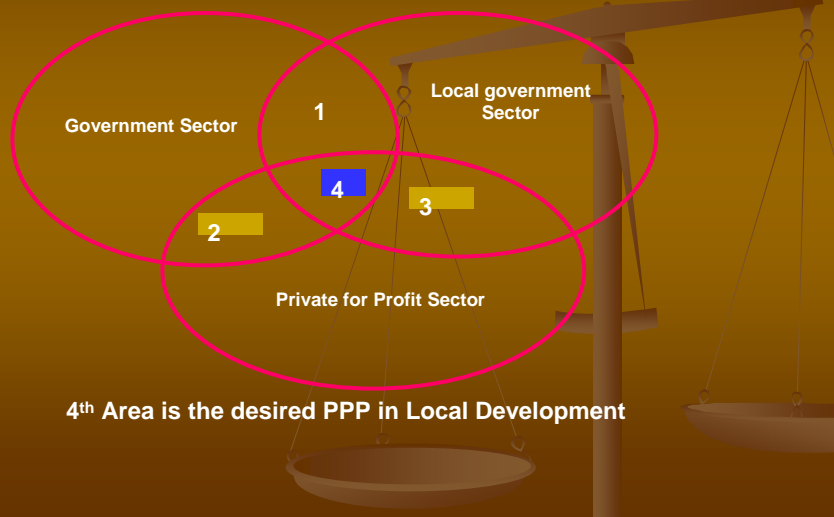 Government Sector
1
Local government
Sector
4
3
2
Private for Profit Sector
4th Area is the desired PPP in Local Development